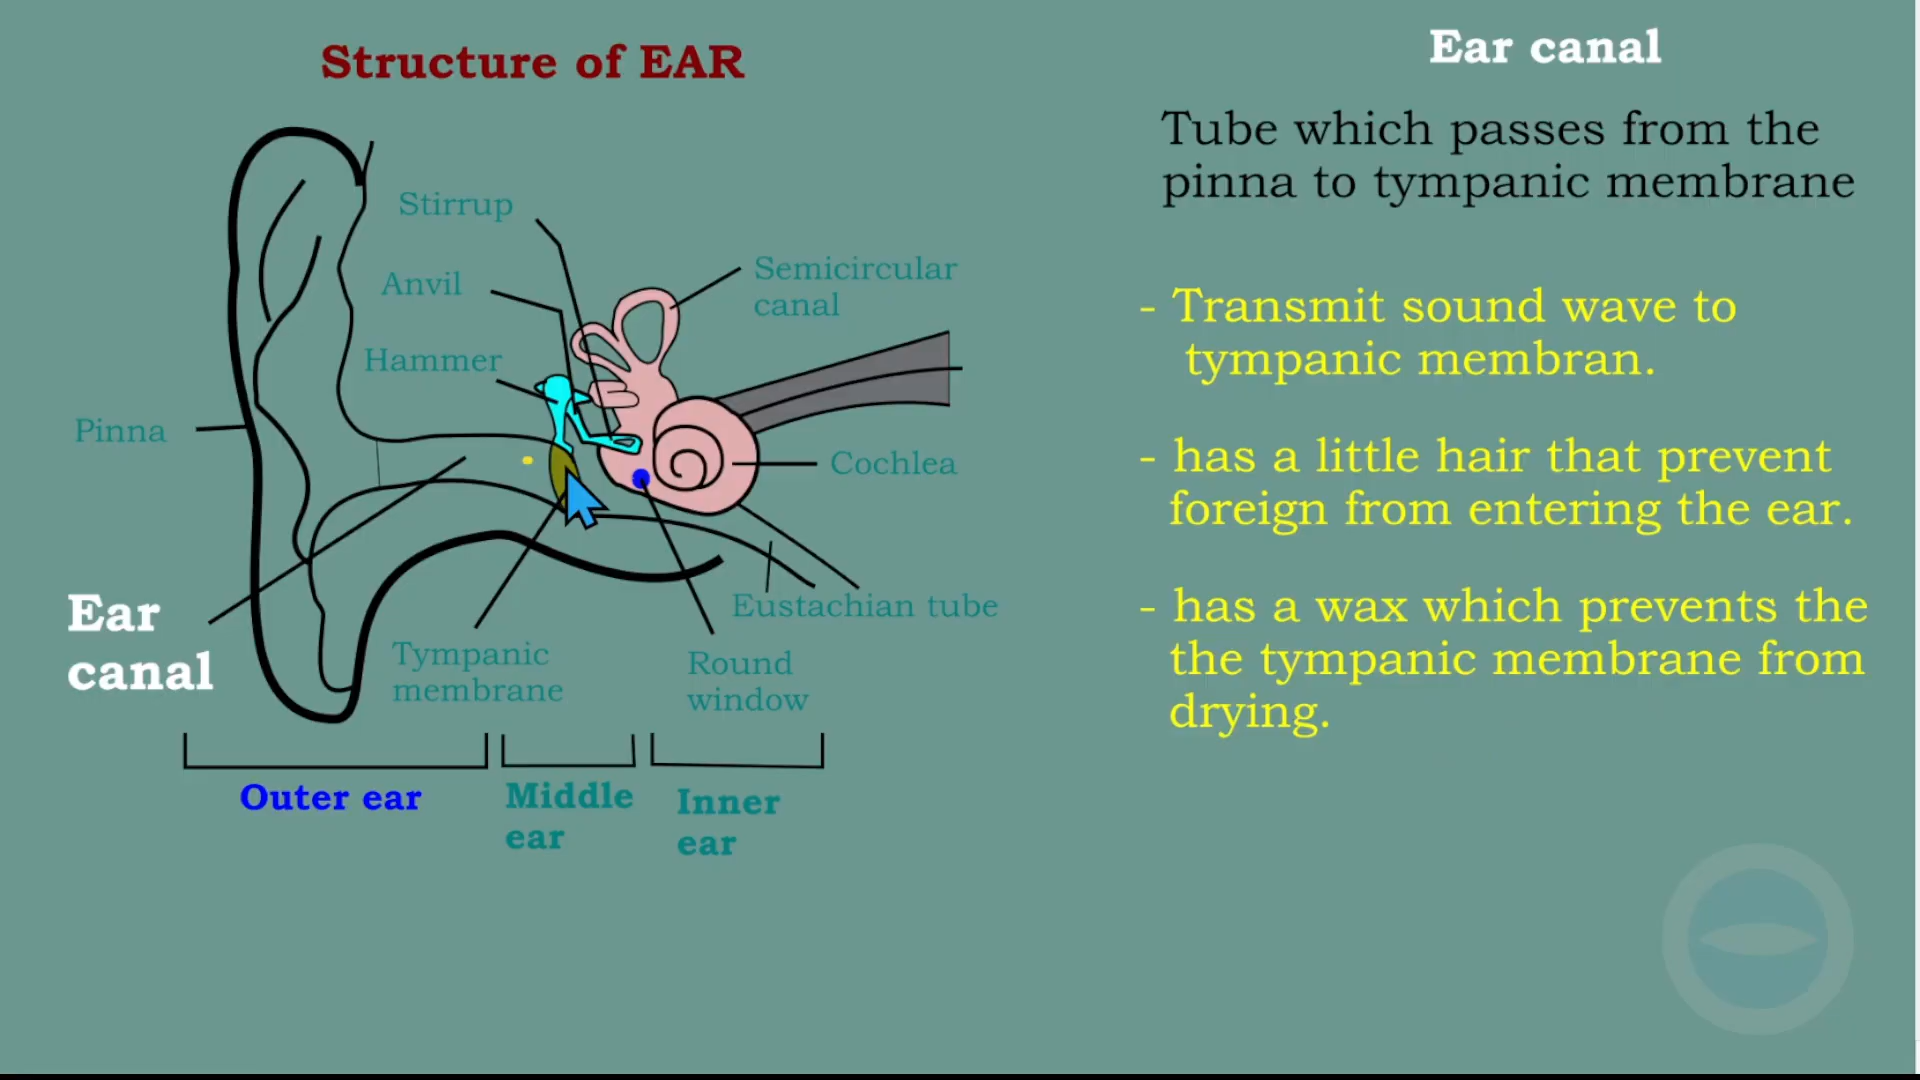 Structure of EAR
Stirrup
Anvil
Hammer
Pinna
Semicircular
canal
Cochlea
Ear
canal
Tympanic
membrane
Eustachian tube
Round
window
Outer ear
Middle
ear
Inner
ear
Ear canal
Tube which passes from the
pinna to tympanic membrane
- Transmit sound wave to
tympanic membran.
- has a little hair that prevent
foreign from entering the ear.
- has a wax which prevents the
the tympanic membrane from
drying.